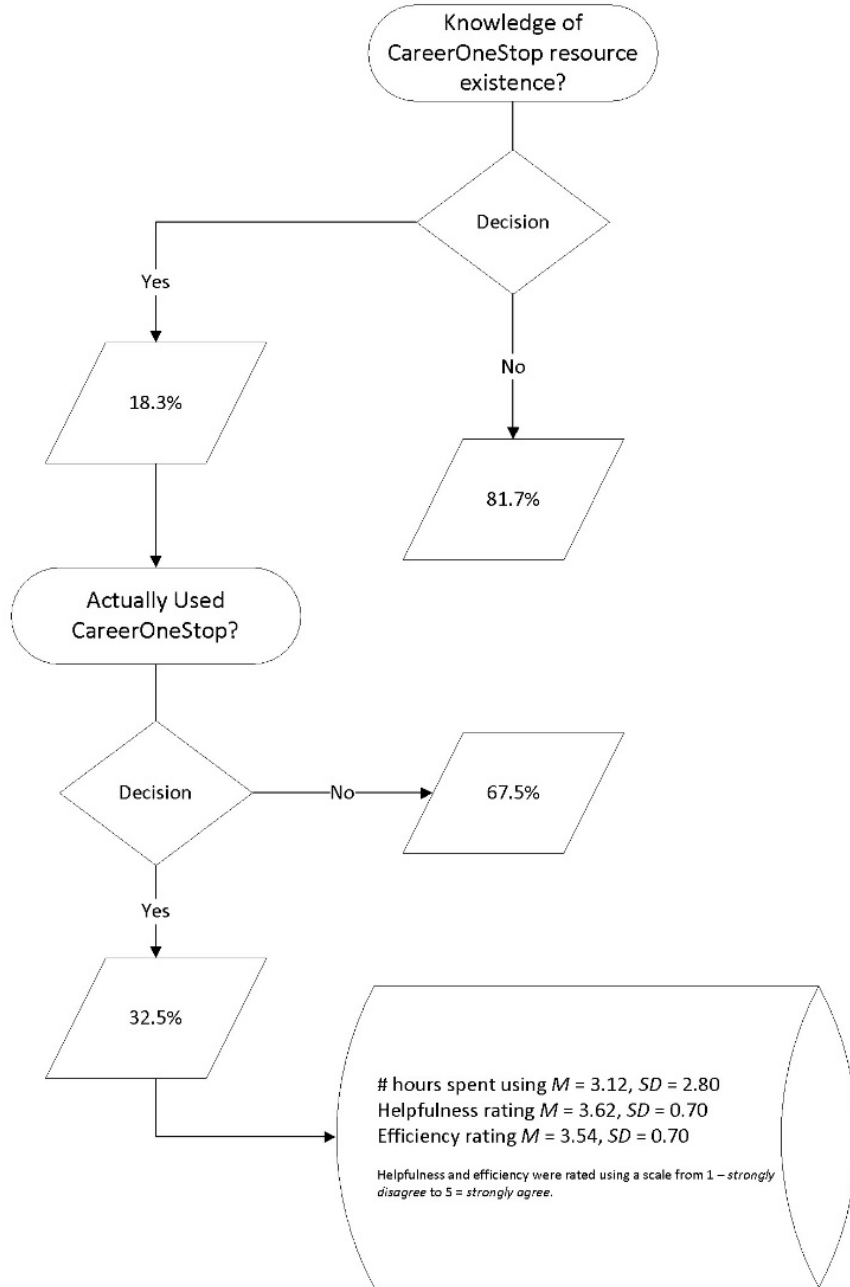 Knowledge of
CareerOneStop resource
existence?
Decision
Yes
No
18.3%
81.7%
Actually Used
CareerOneStop?
Decision
No
67.5%
Yes
32.5%
# hours spent using M = 3.12, SD = 2.80
Helpfulness rating M = 3.62, SD = 0.70
Efficiency rating M = 3.54, SD = 0.70
Helpfulness and efficiency were rated using a scale from 1 – strongly
disagree to 5 = strongly agree.